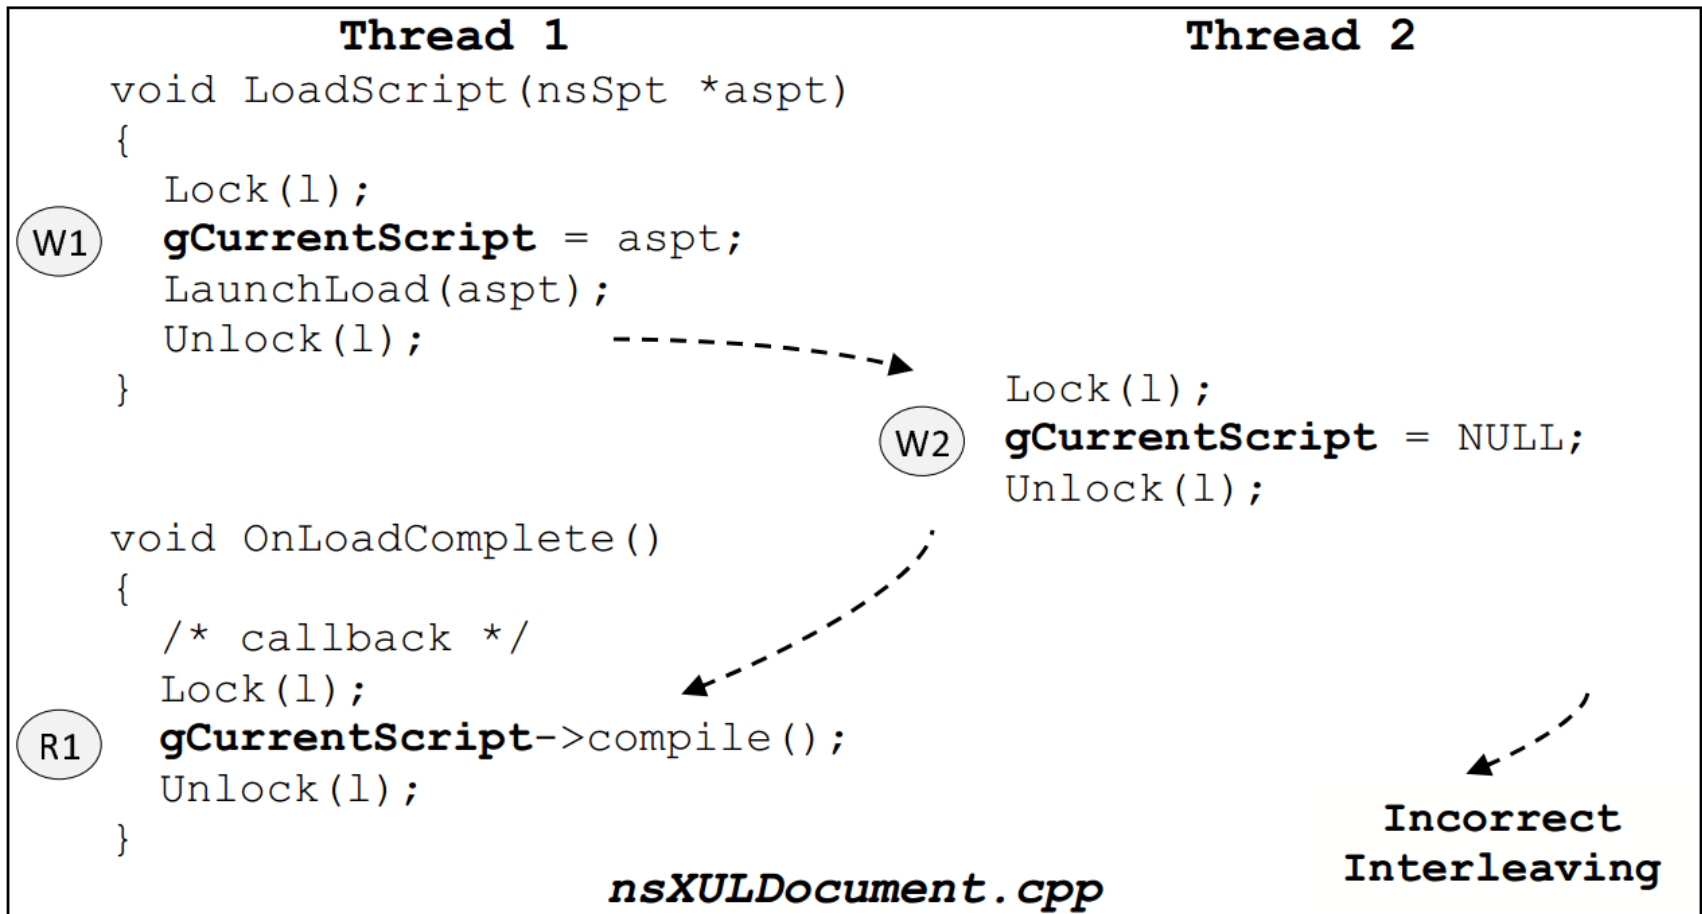 Thread 1
Thread 2
void LoadScript(nsSpt *aspt)
{
Lock(l);
W1
gCurrentScript = aspt;
LaunchLoad(aspt);
Unlock(l);
}
Lock(l);
W2
gCurrentScript = NULL;
Unlock(l);
void OnLoadComplete()
{
/* callback */
Lock(l);
R1
gCurrentScript->compile();
Unlock(l);
}
Incorrect
Interleaving
nsXULDocument.cpp